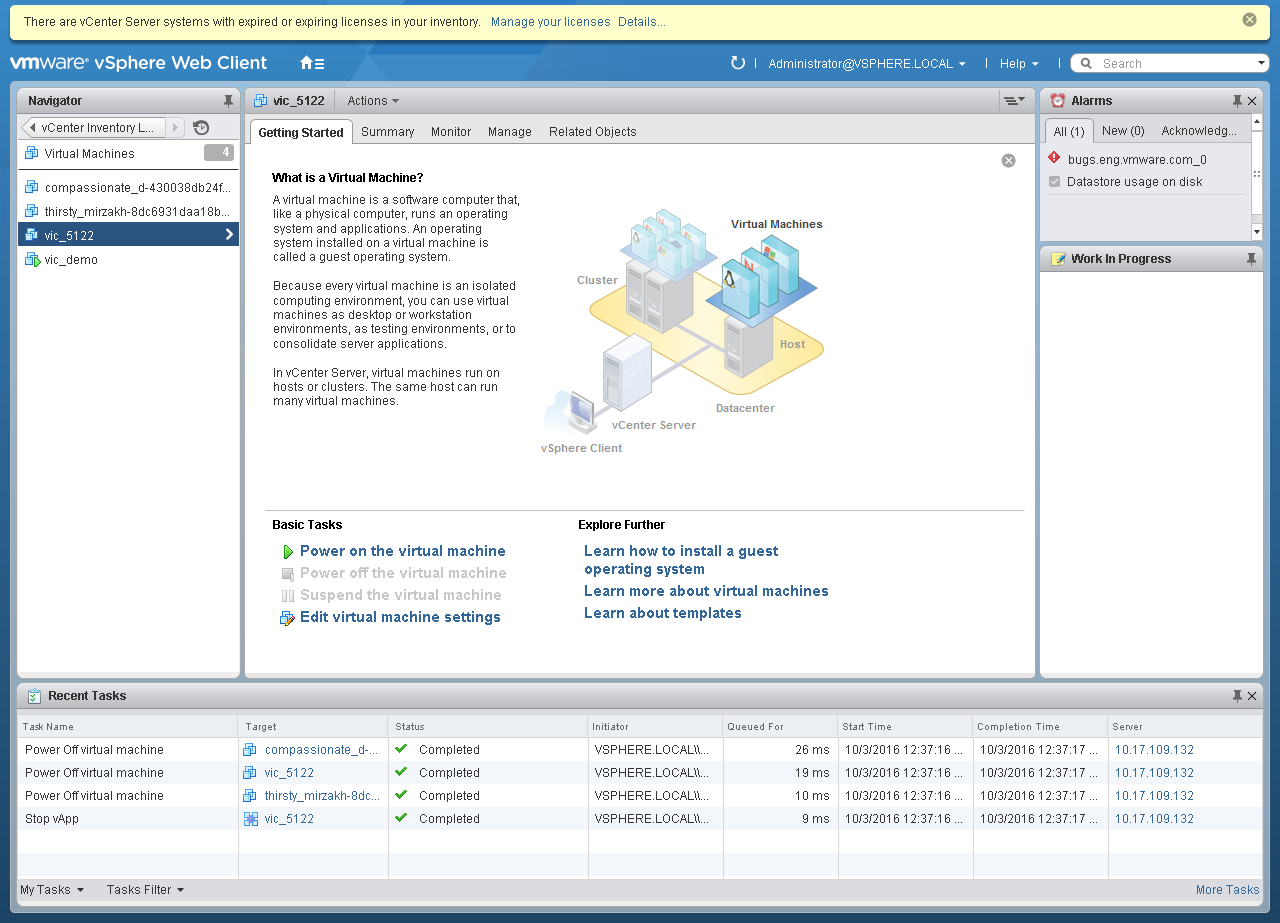 There are vCenter Server systems with expired or expiring licenses in your inventory. Manage your licenses Details...
vmware® vSphere Web Client
Administrator@VSPHERE.LOCAL
Help
Search
Navigator
vCenter Inventory L...
Virtual Machines 4
compassionate_d-430038db24f...
thirsty_mirzakh-8dc6931daa18b...
vic_5122
vic_demo
vic_5122 Actions
Getting Started Summary Monitor Manage Related Objects
What is a Virtual Machine?
A virtual machine is a software computer that,
like a physical computer, runs an operating
system and applications. An operating
system installed on a virtual machine is
called a guest operating system.
Because every virtual machine is an isolated
computing environment, you can use virtual
machines as desktop or workstation
environments, as testing environments, or to
consolidate server applications.
In vCenter Server, virtual machines run on
hosts or clusters. The same host can run
many virtual machines.
Virtual Machines
Cluster
Host
Datacenter
vCenter Server
vSphere Client
Basic Tasks
Power on the virtual machine
Power off the virtual machine
Suspend the virtual machine
Edit virtual machine settings
Explore Further
Learn how to install a guest
operating system
Learn more about virtual machines
Learn about templates
Alarms
All (1) New (0) Acknowledg...
bugs.eng.vmware.com_0
Datastore usage on disk
Work In Progress
Recent Tasks
Task Name Target Status Initiator Queued For Start Time Completion Time Server
Power Off virtual machine compassionate_d-... Completed VSPHERE.LOCAL\\... 26 ms 10/3/2016 12:37:16 ... 10/3/2016 12:37:17 ... 10.17.109.132
Power Off virtual machine vic_5122 Completed VSPHERE.LOCAL\\... 19 ms 10/3/2016 12:37:16 ... 10/3/2016 12:37:17 ... 10.17.109.132
Power Off virtual machine thirsty_mirzakh-8dc... Completed VSPHERE.LOCAL\\... 10 ms 10/3/2016 12:37:16 ... 10/3/2016 12:37:17 ... 10.17.109.132
Stop vApp vic_5122 Completed VSPHERE.LOCAL\\... 9 ms 10/3/2016 12:37:16 ... 10/3/2016 12:37:17 ... 10.17.109.132
My Tasks Tasks Filter More Tasks